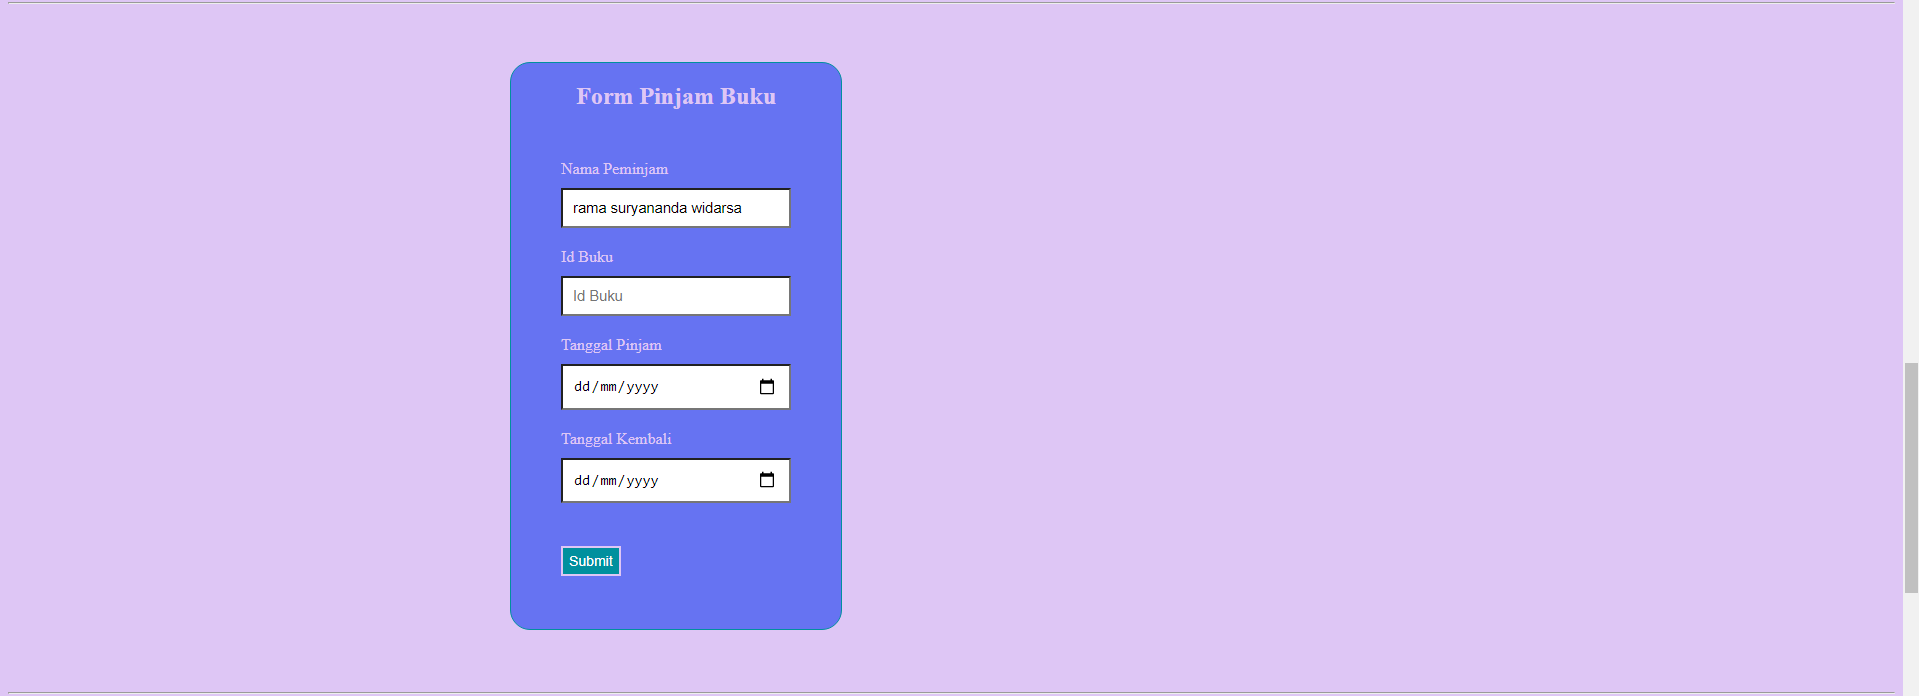 Form Pinjam Buku
Nama Peminjam
rama suryananda widarsa
Id Buku
Id Buku
Tanggal Pinjam
dd/mm/yyyy
Tanggal Kembali
dd/mm/yyyy
Submit